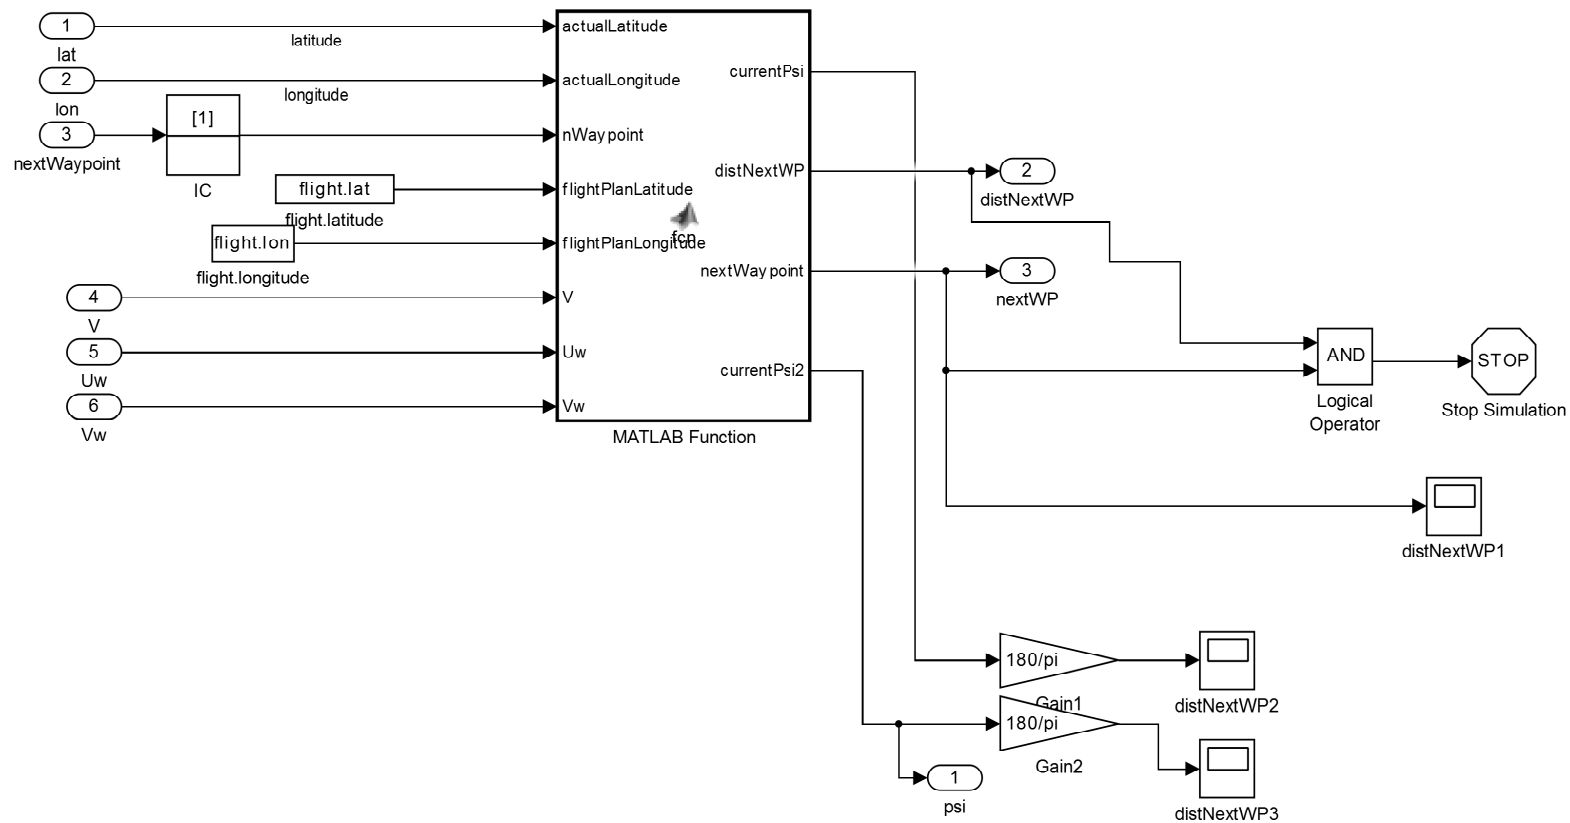 1
lat
latitude
2
lon
longitude
3
nextWaypoint
[1]
IC
flight.lat
flight.latitude
flight.lon
flight.longitude
4
V
5
Uw
6
Vw
actualLatitude
actualLongitude
nWaypoint
flightPlanLatitude
flightPlanLongitude
V
Uw
Vw
fcn
currentPsi
distNextWP
nextWaypoint
currentPsi2
MATLAB Function
2
distNextWP
3
nextWP
AND
Logical
Operator
STOP
Stop Simulation
distNextWP1
180/pi
Gain1
distNextWP2
180/pi
Gain2
distNextWP3
1
psi